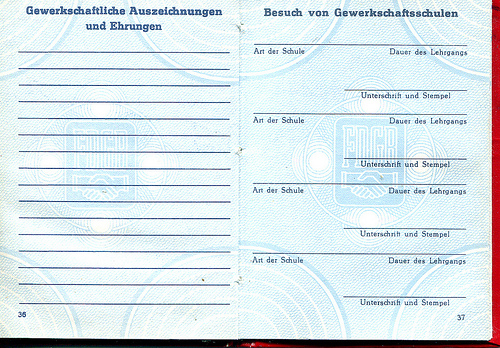 Gewerkschaftliche Auszeichnungen
und Ehrungen
36
Besuch von Gewerkschaftsschulen
Art der Schule Dauer des Lehrgangs
Unterschrift und Stempel
Art der Schule Dauer des Lehrgangs
Unterschrift und Stempel
Art der Schule Dauer des Lehrgangs
Unterschrift und Stempel
Art der Schule Dauer des Lehrgangs
Unterschrift und Stempel
37
FDGB
FDGB